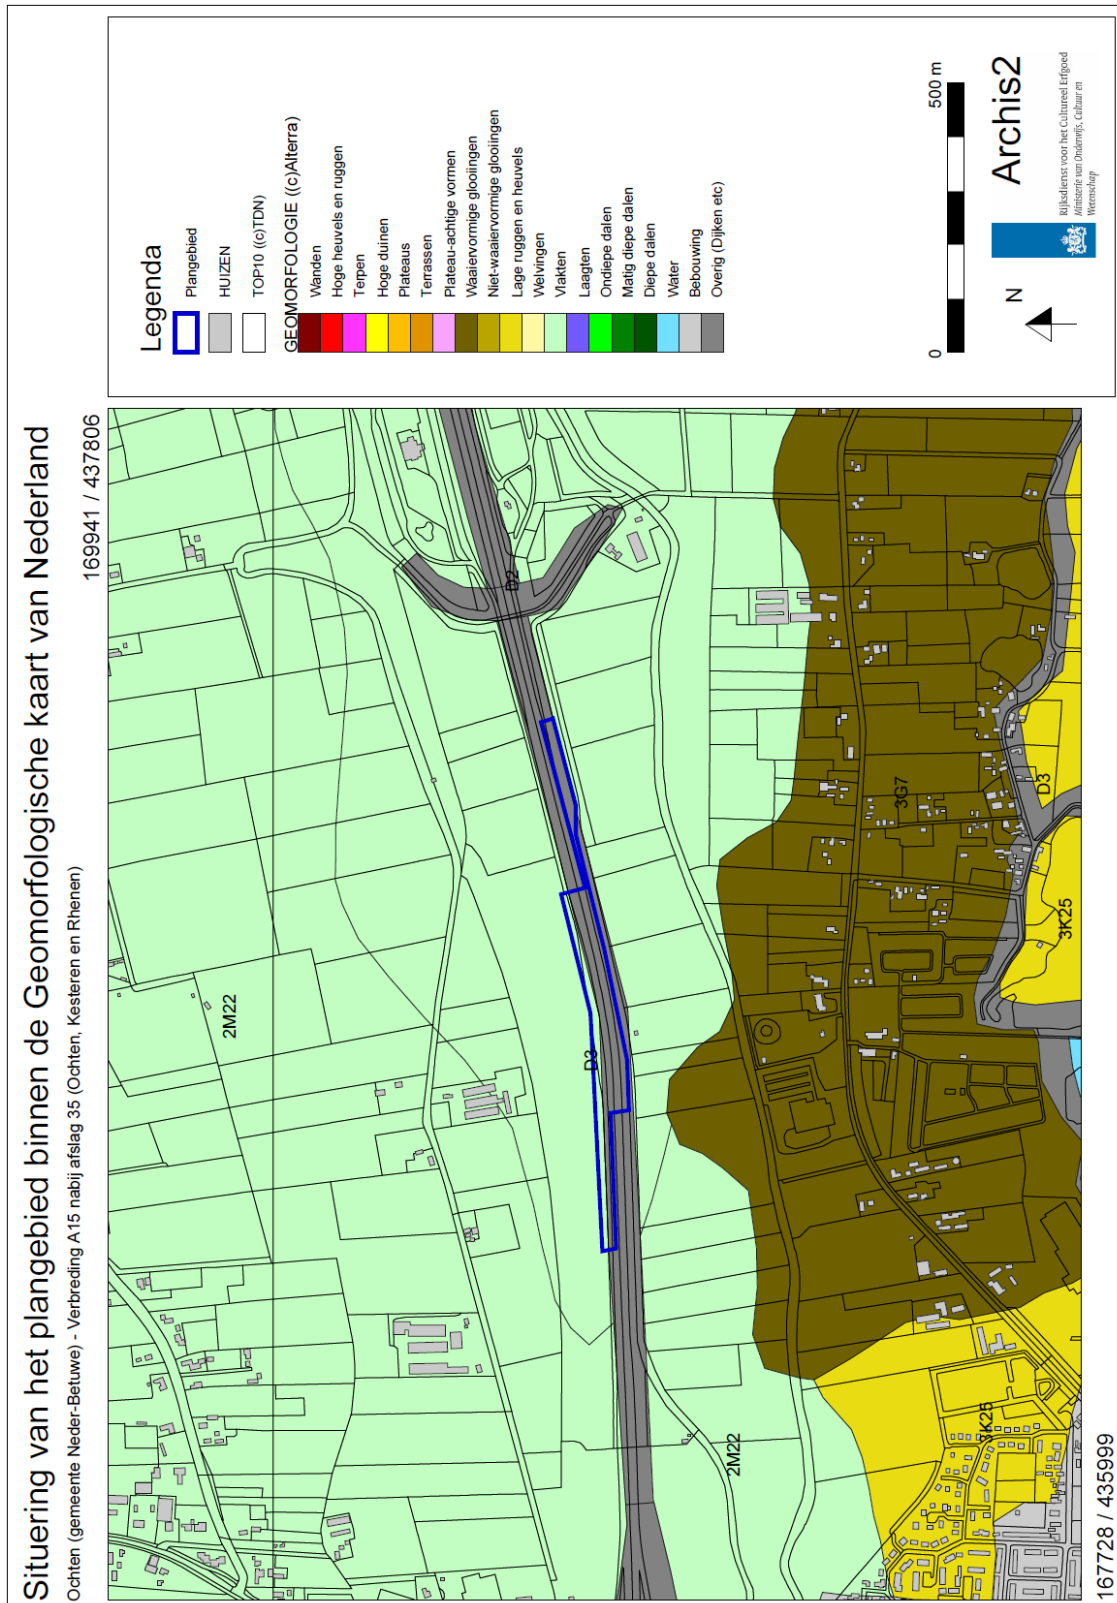 Situering van het plangebied binnen de Geomorfologische kaart van Nederland
Ochten (gemeente Neder-Betuwe) - Verbreding A15 nabij afslag 35 (Ochten, Kesteren en Rhenen)
169941 / 437806
2M22
D2
D3
3G7
D3
3K25
2M22
3K25
167728 / 435999
Legenda
Plangebied
HUIZEN
TOP10 ((c)TDN)
GEOMORFOLOGIE ((c)Alterra)
Wanden
Hoge heuvels en ruggen
Terpen
Hoge duinen
Plateaus
Terrassen
Plateau-achtige vormen
Waaiervormige glooiingen
Niet-waaiervormige glooiingen
Lage ruggen en heuvels
Welvingen
Vlakten
Laagten
Ondiepe dalen
Matig diepe dalen
Diepe dalen
Water
Bebouwing
Overig (Dijken etc)
0
500 m
N
Archis2
Rijksdienst voor het Cultureel Erfgoed
Ministerie van Onderwijs, Cultuur en
Wetenschap